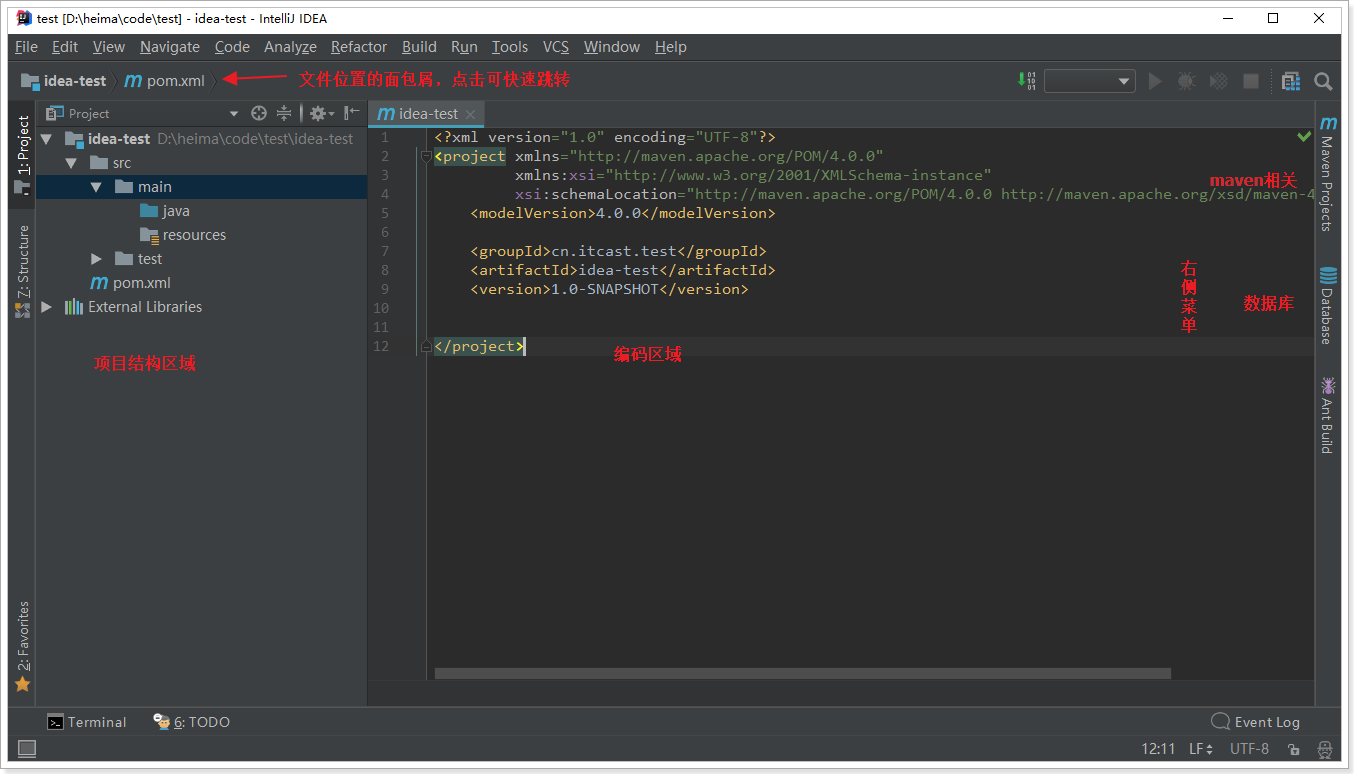 test [D:\heima\code\test] - idea-test - IntelliJ IDEA
File Edit View Navigate Code Analyze Refactor Build Run Tools VCS Window Help
idea-test pom.xml 文件位置的面包屑，点击可快速跳转
1: Project
7: Structure
2: Favorites
Project
idea-test D:\heima\code\test\idea-test
src
main
java
resources
test
pom.xml
External Libraries
项目结构区域
idea-test
1 <?xml version="1.0" encoding="UTF-8"?>
2 <project xmlns="http://maven.apache.org/POM/4.0.0"
3 xmlns:xsi="http://www.w3.org/2001/XMLSchema-instance"
4 xsi:schemaLocation="http://maven.apache.org/POM/4.0.0 http://maven.apache.org/xsd/maven-4
5 <modelVersion>4.0.0</modelVersion>
6
7 <groupId>cn.itcast.test</groupId>
8 <artifactId>idea-test</artifactId>
9 <version>1.0-SNAPSHOT</version>
10
11
12 </project>
编码区域
maven相关
右侧菜单
数据库
Maven Projects
Database
Ant Build
Terminal 6: TODO Event Log
12:11 LF UTF-8